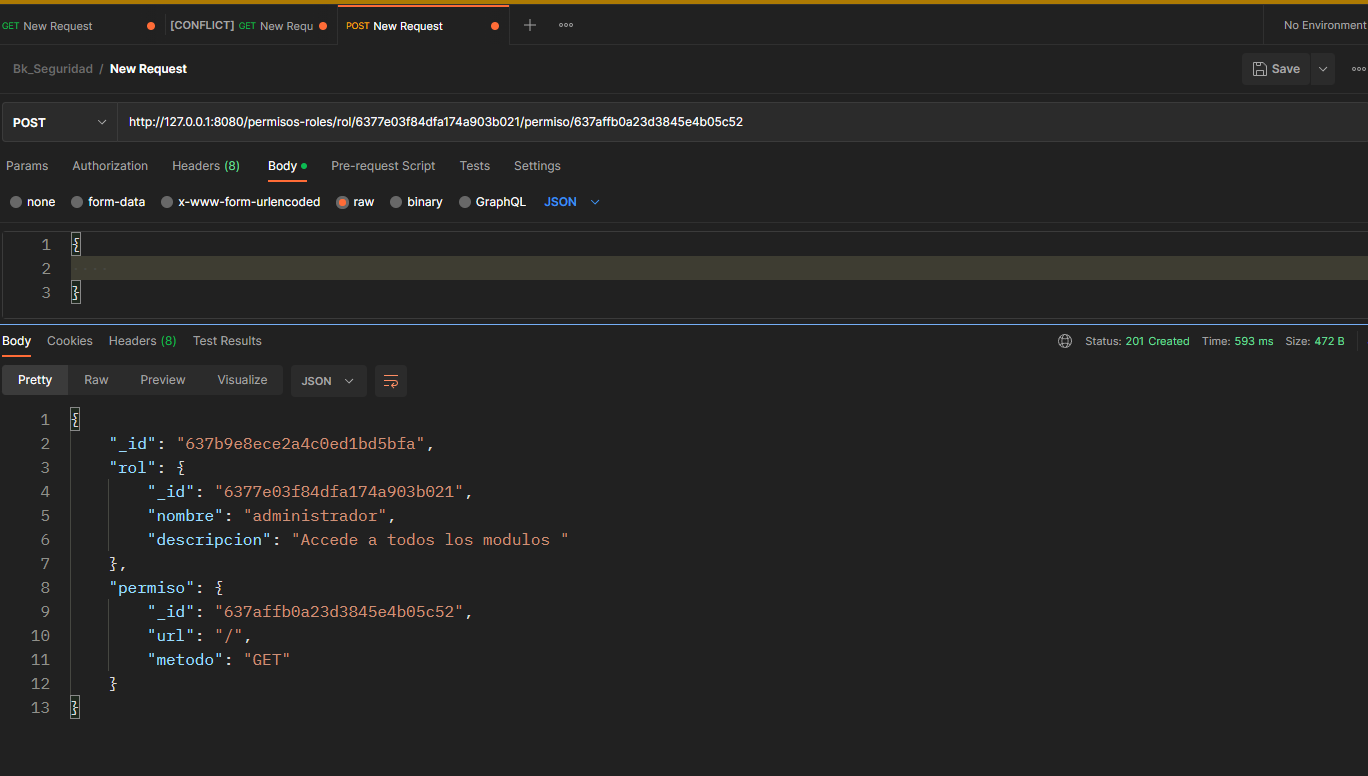 GET New Request [CONFLICT] GET New Requ POST New Request No Environment
Bk_Seguridad / New Request Save
POST http://127.0.0.1:8080/permisos-roles/rol/6377e03f84dfa174a903b021/permiso/637affb0a23d3845e4b05c52
Params Authorization Headers (8) Body Pre-request Script Tests Settings
none form-data x-www-form-urlencoded raw binary GraphQL JSON
1 {
2
3 }
Body Cookies Headers (8) Test Results Status: 201 Created Time: 593 ms Size: 472 B
Pretty Raw Preview Visualize JSON
1 {
2 "_id": "637b9e8ece2a4c0ed1bd5bfa",
3 "rol": {
4 "_id": "6377e03f84dfa174a903b021",
5 "nombre": "administrador",
6 "descripcion": "Accede a todos los modulos "
7 },
8 "permiso": {
9 "_id": "637affb0a23d3845e4b05c52",
10 "url": "/",
11 "metodo": "GET"
12 }
13 }